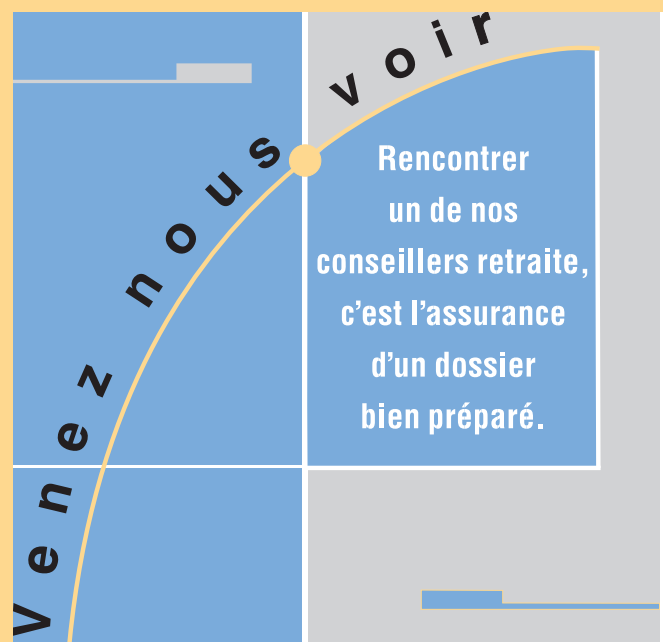 Venez nous voir
Rencontrer
un de nos
conseillers retraite,
c'est l'assurance
d'un dossier
bien préparé.